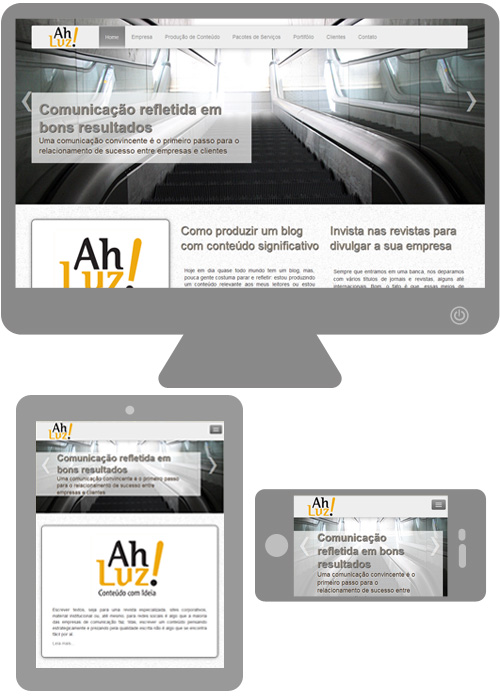 Ah
Luz!
Home Empresa Produção de Conteúdo Pacotes de Serviços Portfólio Clientes Contato
Comunicação refletida em
bons resultados
Uma comunicação convincente é o primeiro passo para o
relacionamento de sucesso entre empresas e clientes
Ah
Luz!
Como produzir um blog
com conteúdo significativo
Hoje em dia quase todo mundo tem um blog, mas,
pouca gente costuma parar e refletir: estou produzindo
um conteúdo relevante aos meus leitores ou estou
Invista nas revistas para
divulgar a sua empresa
Sempre que entramos em uma banca, nos deparamos
com vários títulos de jornais e revistas, alguns até
internacionais. Bom, o fato é que, essas meios de
Ah
Luz!
Comunicação refletida em
bons resultados
Uma comunicação convincente é o primeiro passo
para o relacionamento de sucesso entre
empresas e clientes
Ah
Luz!
Conteúdo com Ideia
Escrever textos, seja para uma revista especializada, sites corporativos,
material institucional ou, até mesmo, para redes sociais é algo que a maioria
das empresas de comunicação faz. Mas, escrever um conteúdo pensando
estrategicamente e prezando pela qualidade escrita não é algo que se encontra
fácil por aí.
Leia mais...
Ah
Luz!
Comunicação
refletida em bons
resultados
Uma comunicação convincente é o
primeiro passo para o
relacionamento de sucesso entre